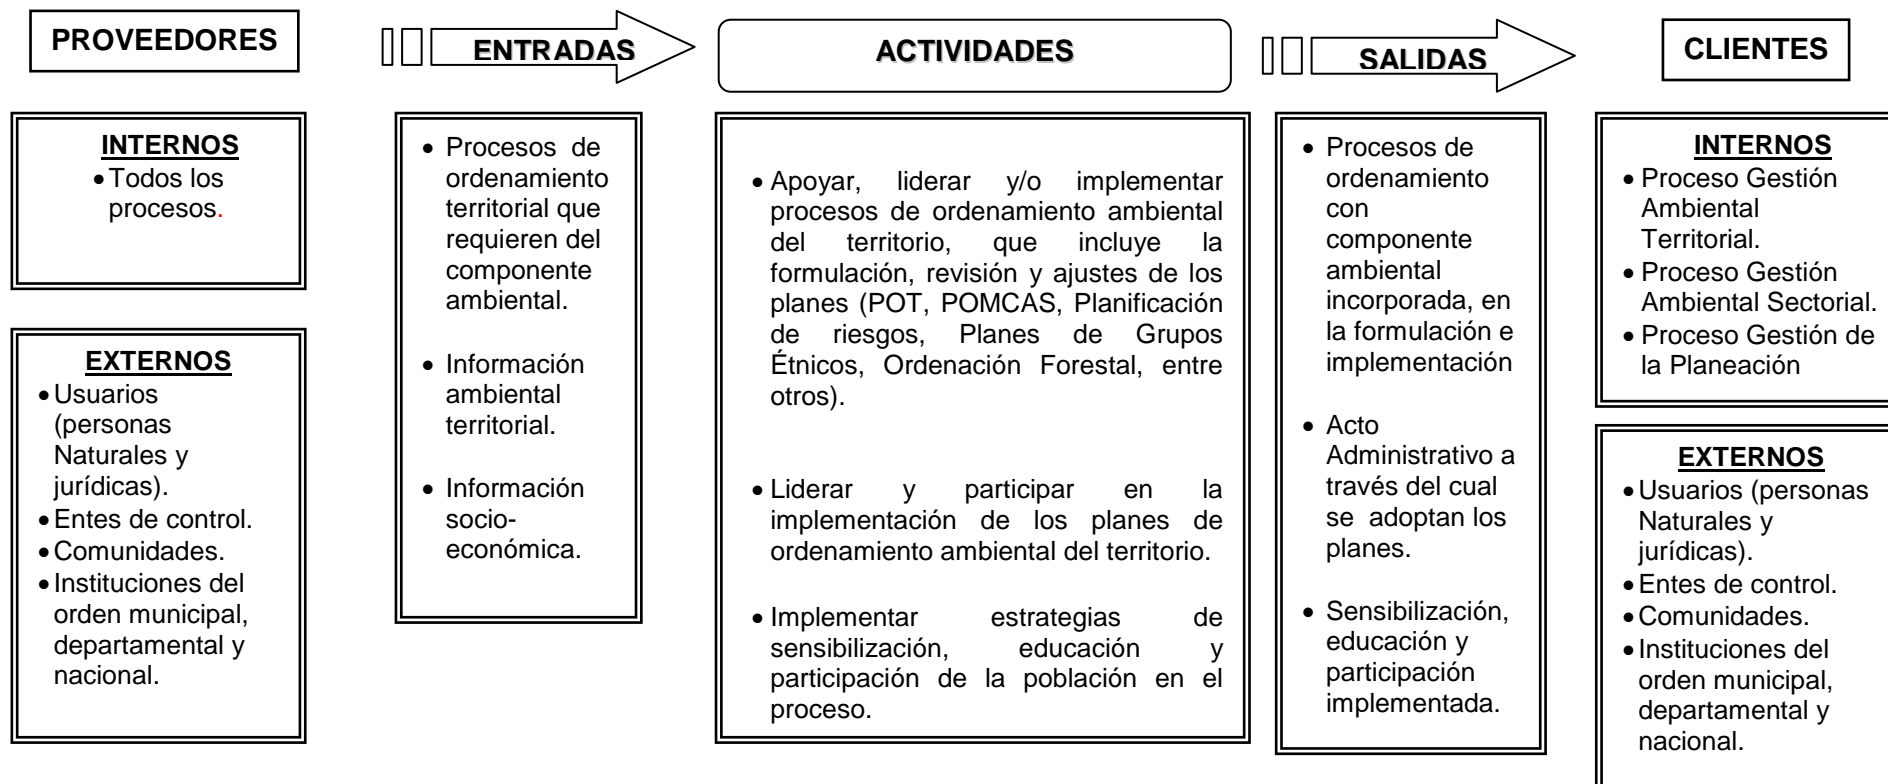 PROVEEDORES
ENTRADAS
ACTIVIDADES
SALIDAS
CLIENTES
INTERNOS
• Todos los
procesos.
EXTERNOS
• Usuarios
(personas
Naturales y
jurídicas).
• Entes de control.
• Comunidades.
• Instituciones del
orden municipal,
departamental y
nacional.
• Procesos de
ordenamiento
territorial que
requieren del
componente
ambiental.
• Información
ambiental
territorial.
• Información
socio-
económica.
• Apoyar, liderar y/o implementar
procesos de ordenamiento ambiental
del territorio, que incluye la
formulación, revisión y ajustes de los
planes (POT, POMCAS, Planificación
de riesgos, Planes de Grupos
Étnicos, Ordenación Forestal, entre
otros).
• Liderar y participar en la
implementación de los planes de
ordenamiento ambiental del territorio.
• Implementar estrategias de
sensibilización, educación y
participación de la población en el
proceso.
• Procesos de
ordenamiento
con
componente
ambiental
incorporada, en
la formulación e
implementación
• Acto
Administrativo a
través del cual
se adoptan los
planes.
• Sensibilización,
educación y
participación
implementada.
INTERNOS
• Proceso Gestión
Ambiental
Territorial.
• Proceso Gestión
Ambiental Sectorial.
• Proceso Gestión de
la Planeación
EXTERNOS
• Usuarios (personas
Naturales y
jurídicas).
• Entes de control.
• Comunidades.
• Instituciones del
orden municipal,
departamental y
nacional.